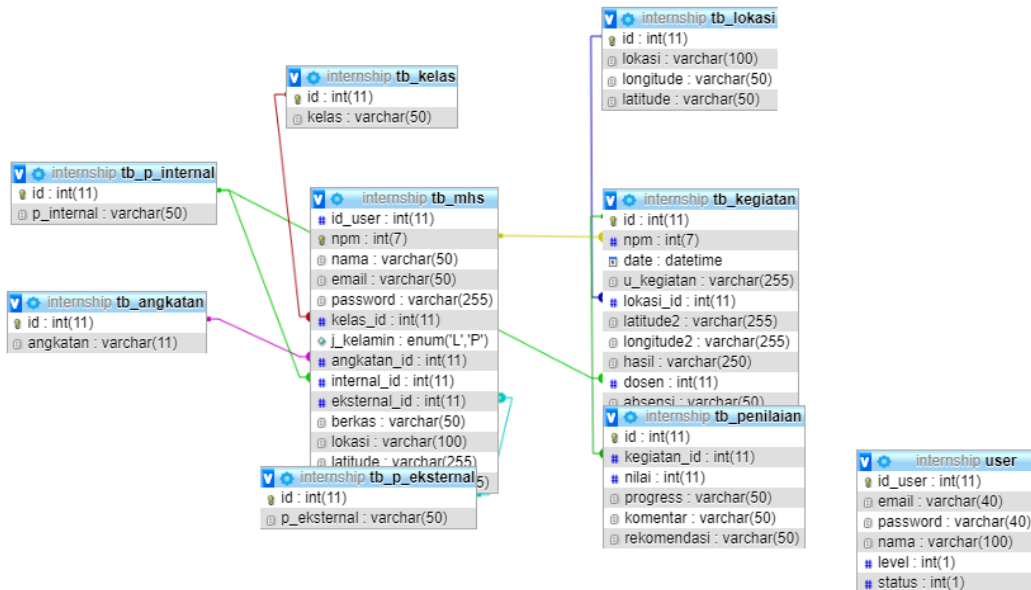 internship tb_lokasi
id : int(11)
lokasi : varchar(100)
longitude : varchar(50)
latitude : varchar(50)
internship tb_kelas
id : int(11)
kelas : varchar(50)
internship tb_p_internal
id : int(11)
p_internal : varchar(50)
internship tb_mhs
id_user : int(11)
npm : int(7)
nama : varchar(50)
email : varchar(50)
password : varchar(255)
kelas_id : int(11)
j_kelamin : enum('L','P')
angkatan_id : int(11)
internal_id : int(11)
eksternal_id : int(11)
berkas : varchar(50)
lokasi : varchar(100)
latitude : varchar(255)
5)
internship tb_kegiatan
id : int(11)
npm : int(7)
date : datetime
u_kegiatan : varchar(255)
lokasi_id : int(11)
latitude2 : varchar(255)
longitude2 : varchar(255)
hasil : varchar(250)
dosen : int(11)
absensi : varchar(50)
internship tb_angkatan
id : int(11)
angkatan : varchar(11)
internship tb_p_eksternal
id : int(11)
p_eksternal : varchar(50)
internship tb_penilaian
id : int(11)
kegiatan_id : int(11)
nilai : int(11)
progress : varchar(50)
komentar : varchar(50)
rekomendasi : varchar(50)
internship user
id_user : int(11)
email : varchar(40)
password : varchar(40)
nama : varchar(100)
level : int(1)
status : int(1)